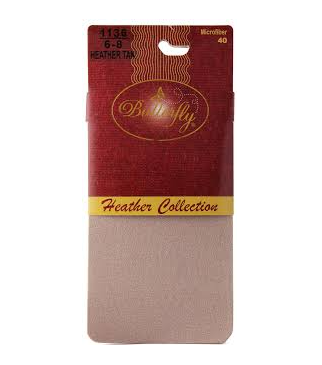 1136
6-8
HEATHER TAN
Microfiber
40
Butterfly
Heather Collection